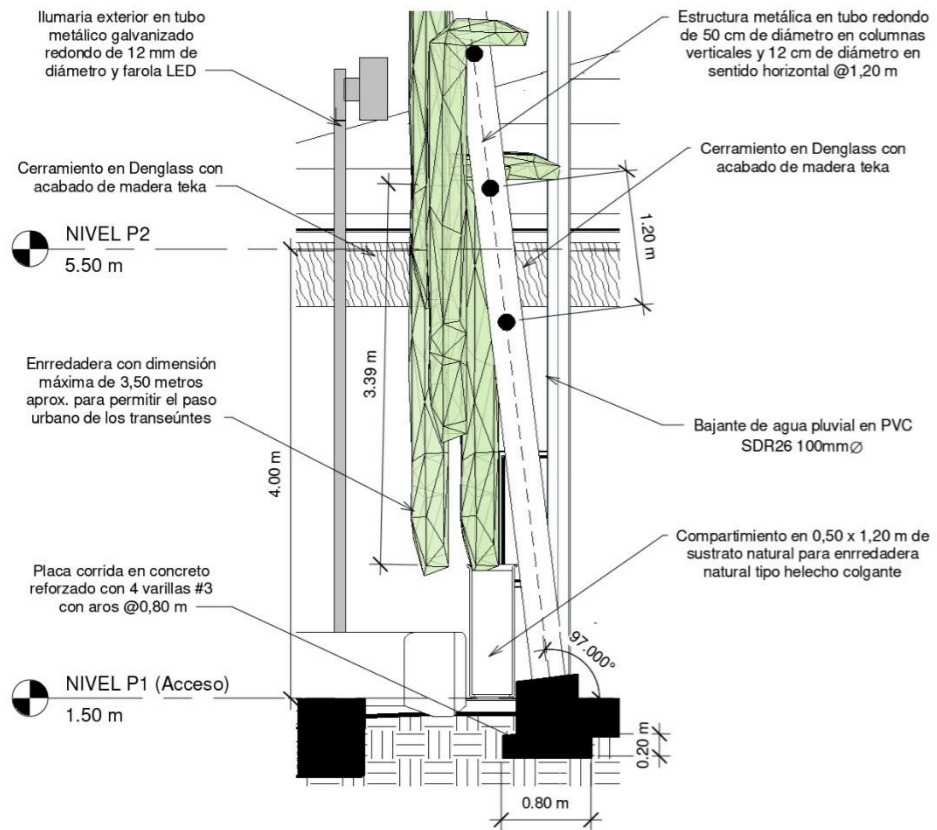 Ilumaria exterior en tubo
metálico galvanizado
redondo de 12 mm de
diámetro y farola LED
Estructura metálica en tubo redondo
de 50 cm de diámetro en columnas
verticales y 12 cm de diámetro en
sentido horizontal @1,20 m
Cerramiento en Denglass con
acabado de madera teka
Cerramiento en Denglass con
acabado de madera teka
NIVEL P2
5.50 m
1.20 m
3.39 m
Enrredadera con dimensión
máxima de 3,50 metros
aprox. para permitir el paso
urbano de los transeúntes
Bajante de agua pluvial en PVC
SDR26 100mm∅
4.00 m
Compartimiento en 0,50 x 1,20 m de
sustrato natural para enrredadera
natural tipo helecho colgante
Placa corrida en concreto
reforzado con 4 varillas #3
con aros @0,80 m
97.000°
NIVEL P1 (Acceso)
1.50 m
0.20 m
0.80 m